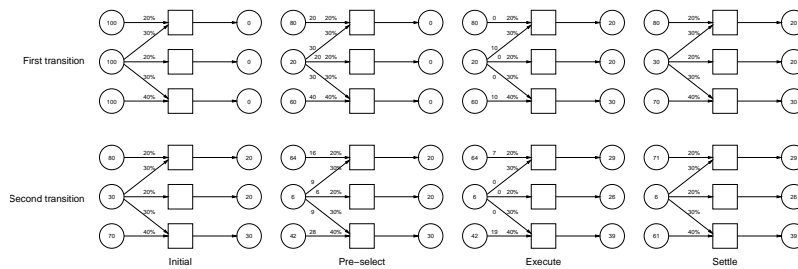 100 20% 0 80 20 20% 0 80 0 20% 20 80 20% 20
30% 30% 30% 30%
30 10
First transition 100 20% 0 20 20 20% 0 20 0 20% 20 30 20% 20
30% 30 30% 0 30% 30%
100 40% 0 60 40 40% 0 60 10 40% 30 70 40% 30
80 20% 20 64 16 20% 20 64 7 20% 29 71 20% 29
30% 30% 30% 30%
9 0
Second transition 30 20% 20 6 6 20% 20 6 0 20% 26 6 20% 26
30% 9 30% 0 30% 30%
70 40% 30 42 28 40% 30 42 19 40% 39 61 40% 39
Initial Pre−select Execute Settle